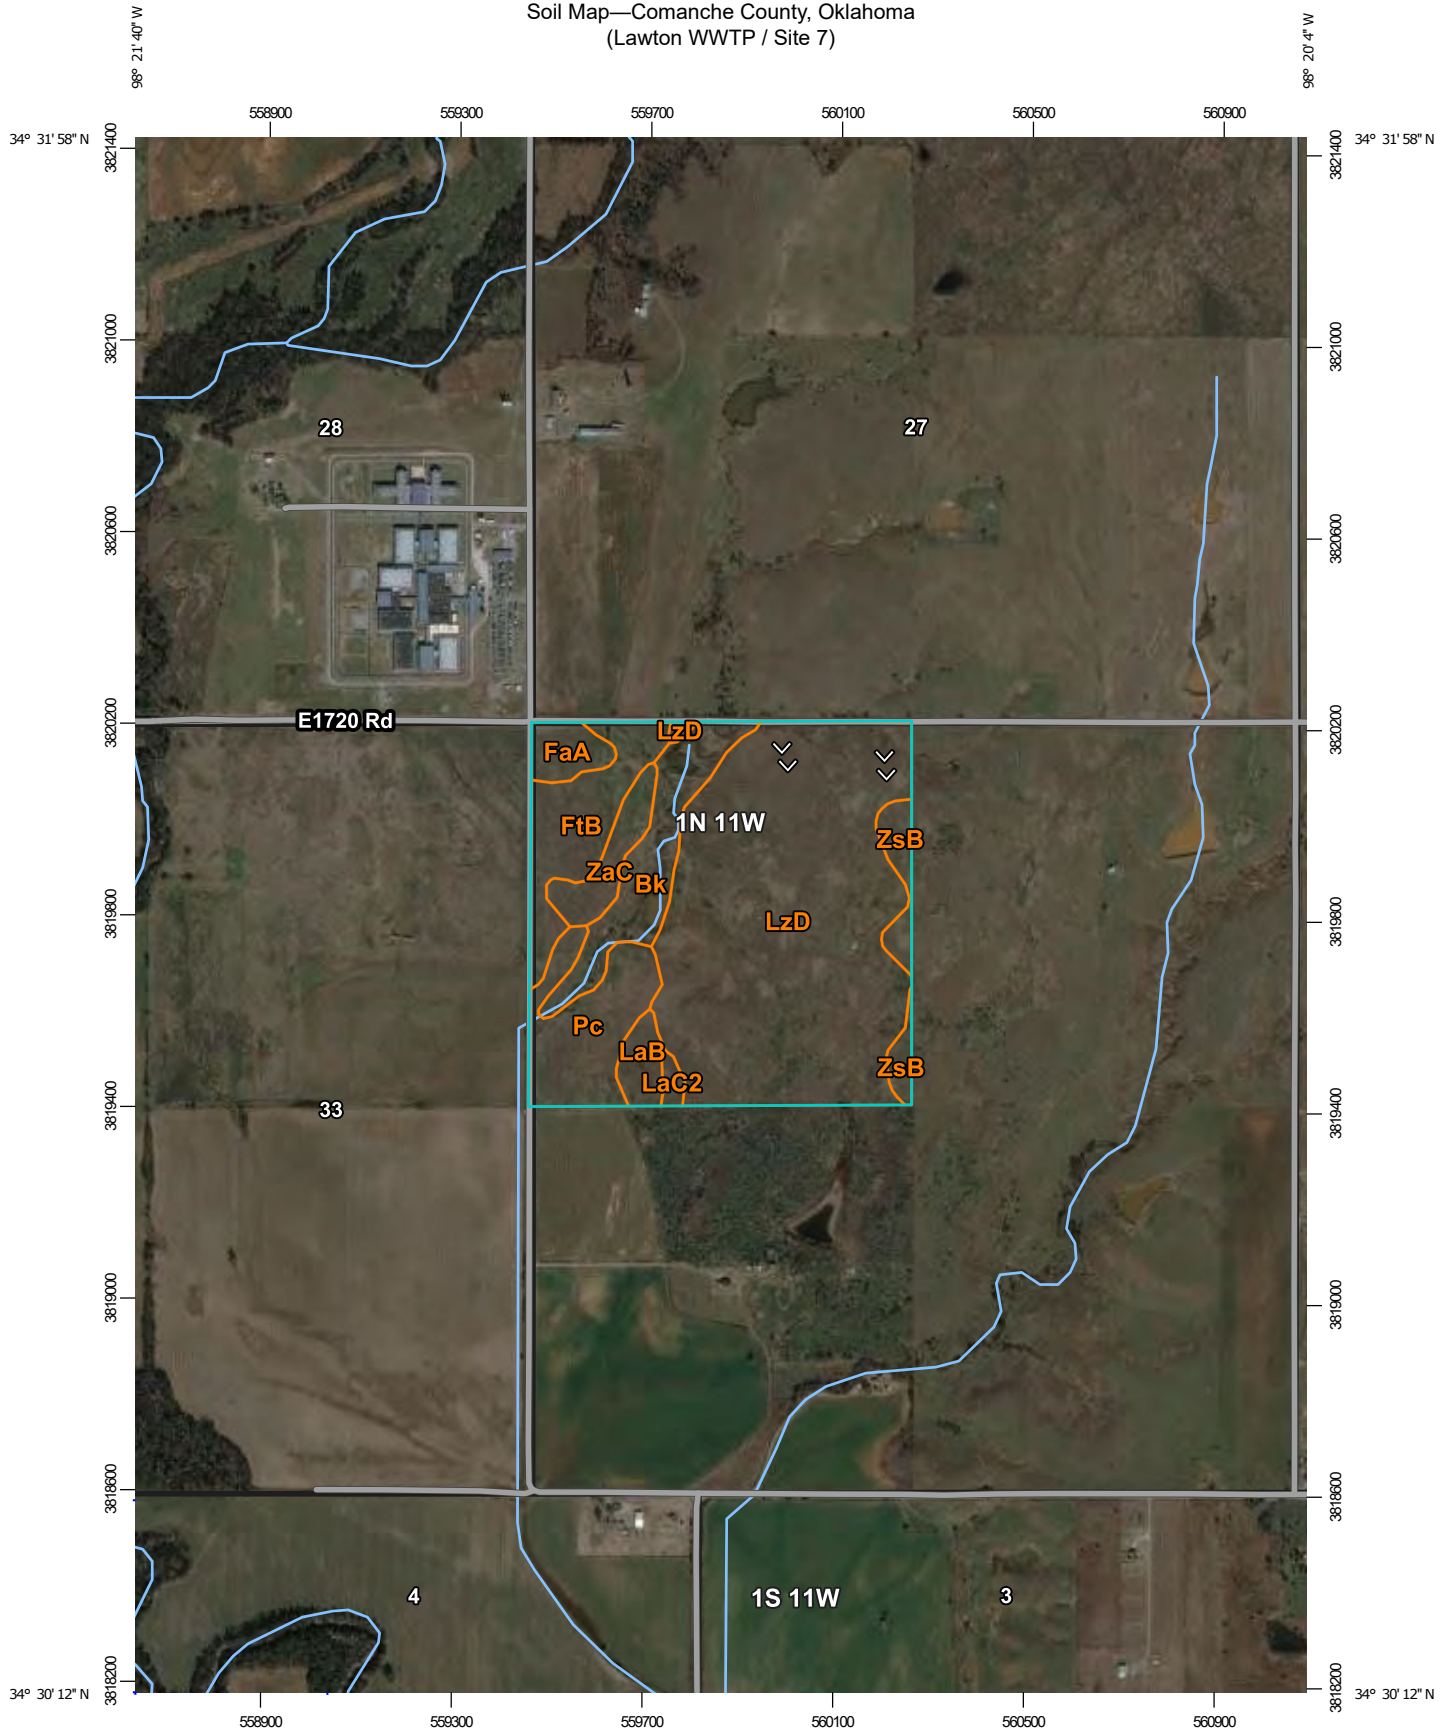 Soil Map—Comanche County, Oklahoma
(Lawton WWTP / Site 7)
98° 21' 40'' W
98° 20' 4'' W
558900 559300 559700 560100 560500 560900
34° 31' 58'' N
34° 31' 58'' N
3821400
3821400
3821000
3821000
28
27
3820600
3820600
3820200
3820200
E1720 Rd
LzD
FaA
FtB
1N 11W
ZsB
ZaC
Bk
LzD
3819800
3819800
Pc
LaB
ZsB
LaC2
33
3819400
3819400
3819000
3819000
3818600
3818600
4
1S 11W
3
3818200
3818200
34° 30' 12'' N
34° 30' 12'' N
558900 559300 559700 560100 560500 560900